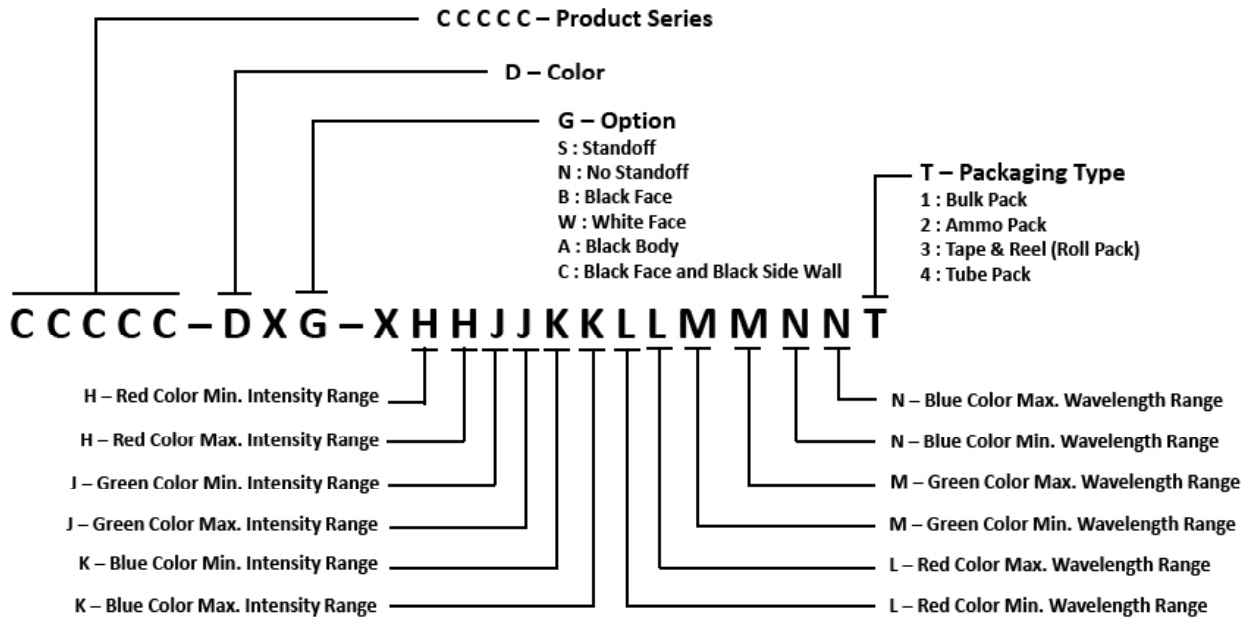 C C C C C – Product Series
D – Color
G – Option
S : Standoff
N : No Standoff
B : Black Face
W : White Face
A : Black Body
C : Black Face and Black Side Wall
T – Packaging Type
1 : Bulk Pack
2 : Ammo Pack
3 : Tape & Reel (Roll Pack)
4 : Tube Pack
C C C C C – D X G – X H H J J K K L L M M N N T
H – Red Color Min. Intensity Range
H – Red Color Max. Intensity Range
J – Green Color Min. Intensity Range
J – Green Color Max. Intensity Range
K – Blue Color Min. Intensity Range
K – Blue Color Max. Intensity Range
N – Blue Color Max. Wavelength Range
N – Blue Color Min. Wavelength Range
M – Green Color Max. Wavelength Range
M – Green Color Min. Wavelength Range
L – Red Color Max. Wavelength Range
L – Red Color Min. Wavelength Range